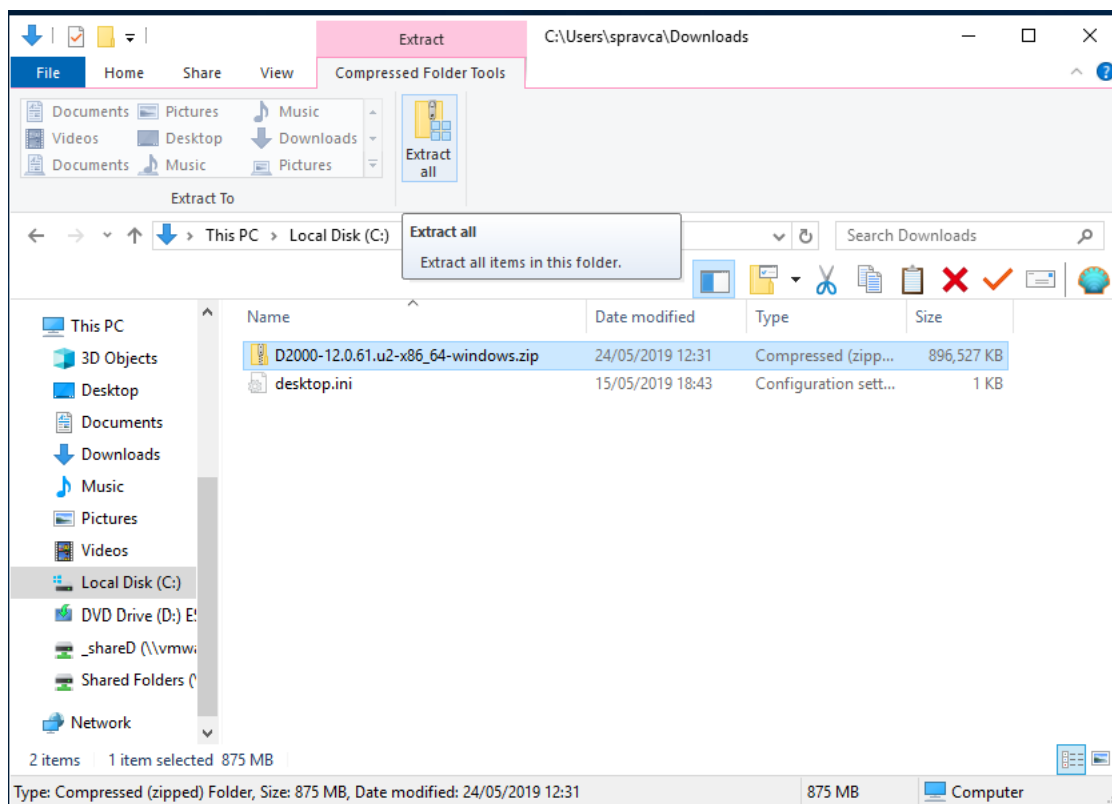 Extract
C:\Users\spravca\Downloads
File Home Share View Compressed Folder Tools
Documents Pictures Music
Videos Desktop Downloads
Documents Music Pictures
Extract all
Extract To
This PC Local Disk (C:)
Search Downloads
Extract all
Extract all items in this folder.
Name Date modified Type Size
D2000-12.0.61.u2-x86_64-windows.zip 24/05/2019 12:31 Compressed (zipp... 896,527 KB
desktop.ini 15/05/2019 18:43 Configuration sett... 1 KB
This PC
3D Objects
Desktop
Documents
Downloads
Music
Pictures
Videos
Local Disk (C:)
DVD Drive (D:) E
_shareD (\\vmw
Shared Folders (
Network
2 items 1 item selected 875 MB
Type: Compressed (zipped) Folder, Size: 875 MB, Date modified: 24/05/2019 12:31 875 MB Computer